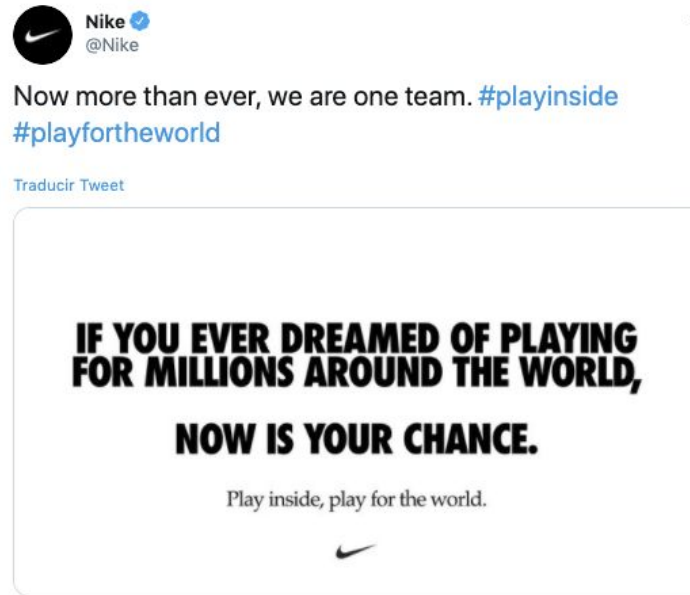 Nike
@Nike
Now more than ever, we are one team. #playinside
#playfortheworld
Traducir Tweet
IF YOU EVER DREAMED OF PLAYING
FOR MILLIONS AROUND THE WORLD,
NOW IS YOUR CHANCE.
Play inside, play for the world.